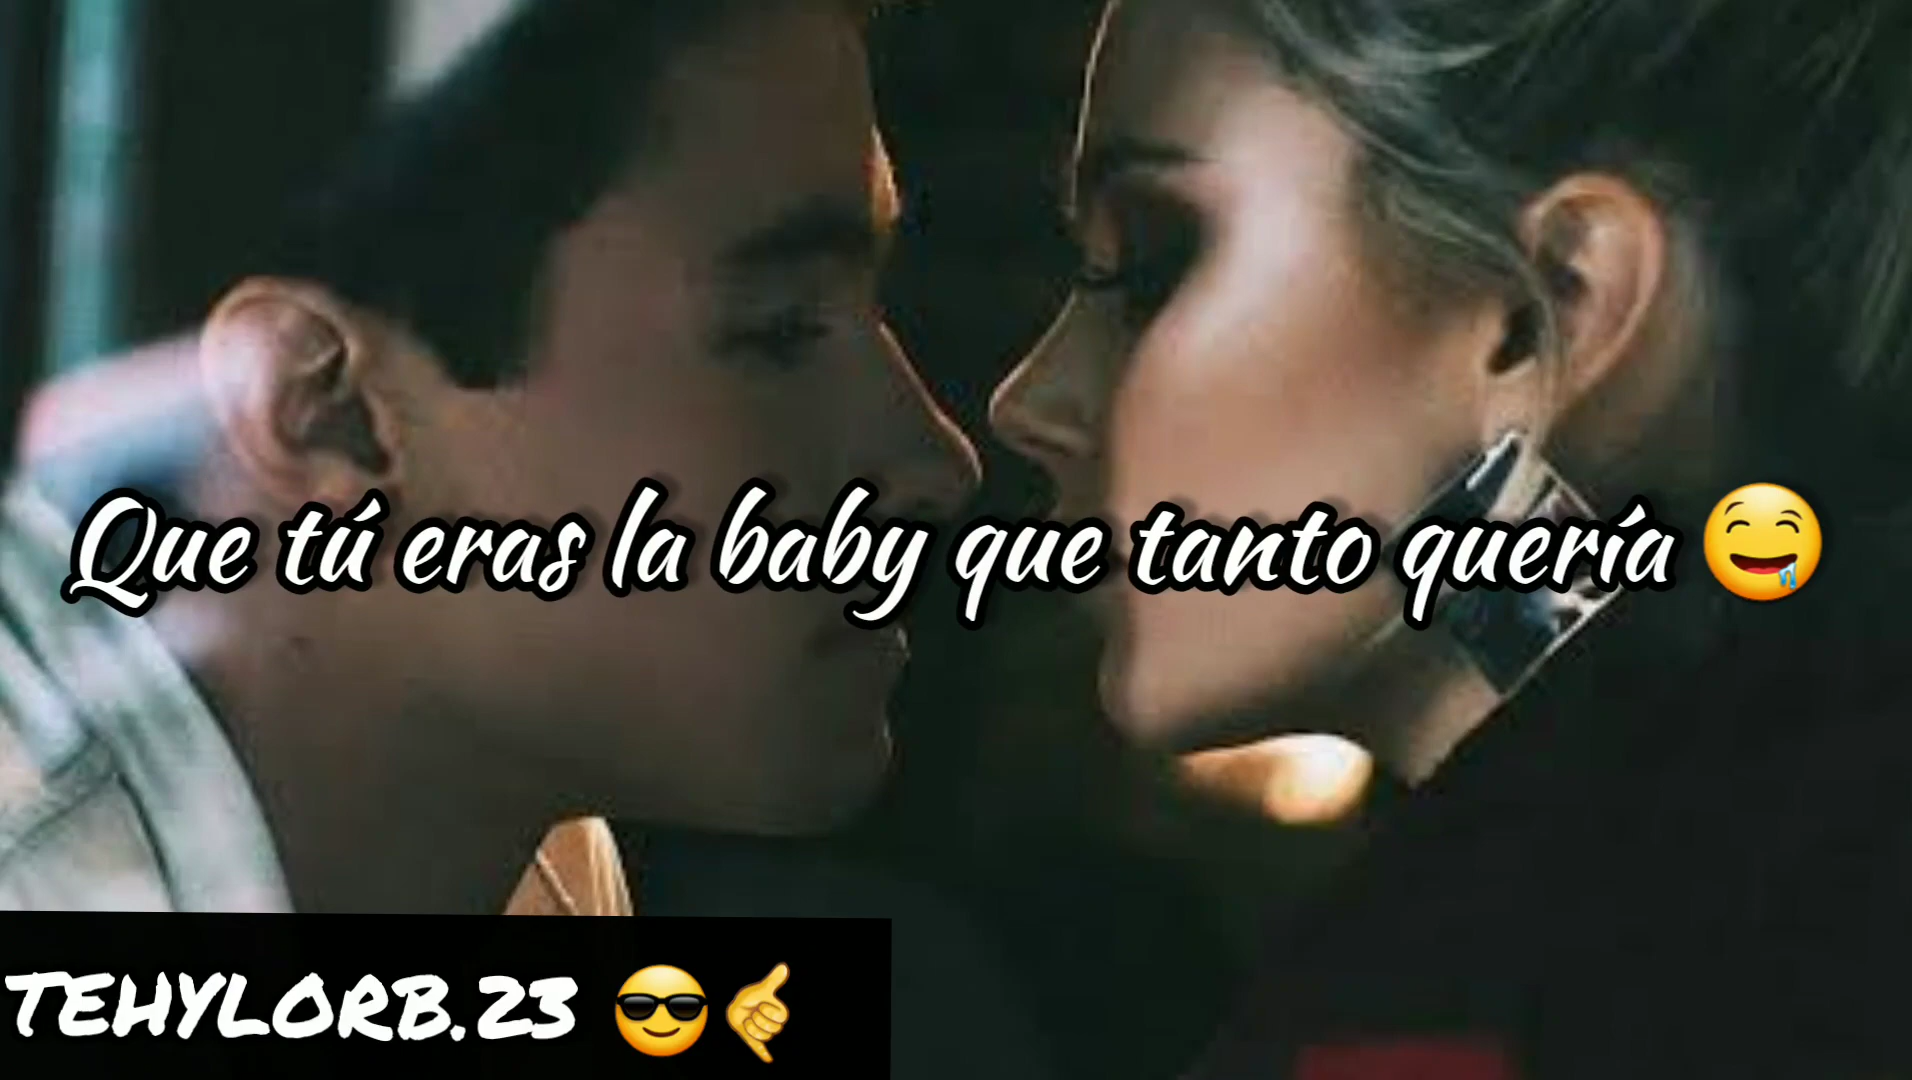 Que tú eras la baby que tanto quería 🤤
TEHYLORB.23 😎🤙